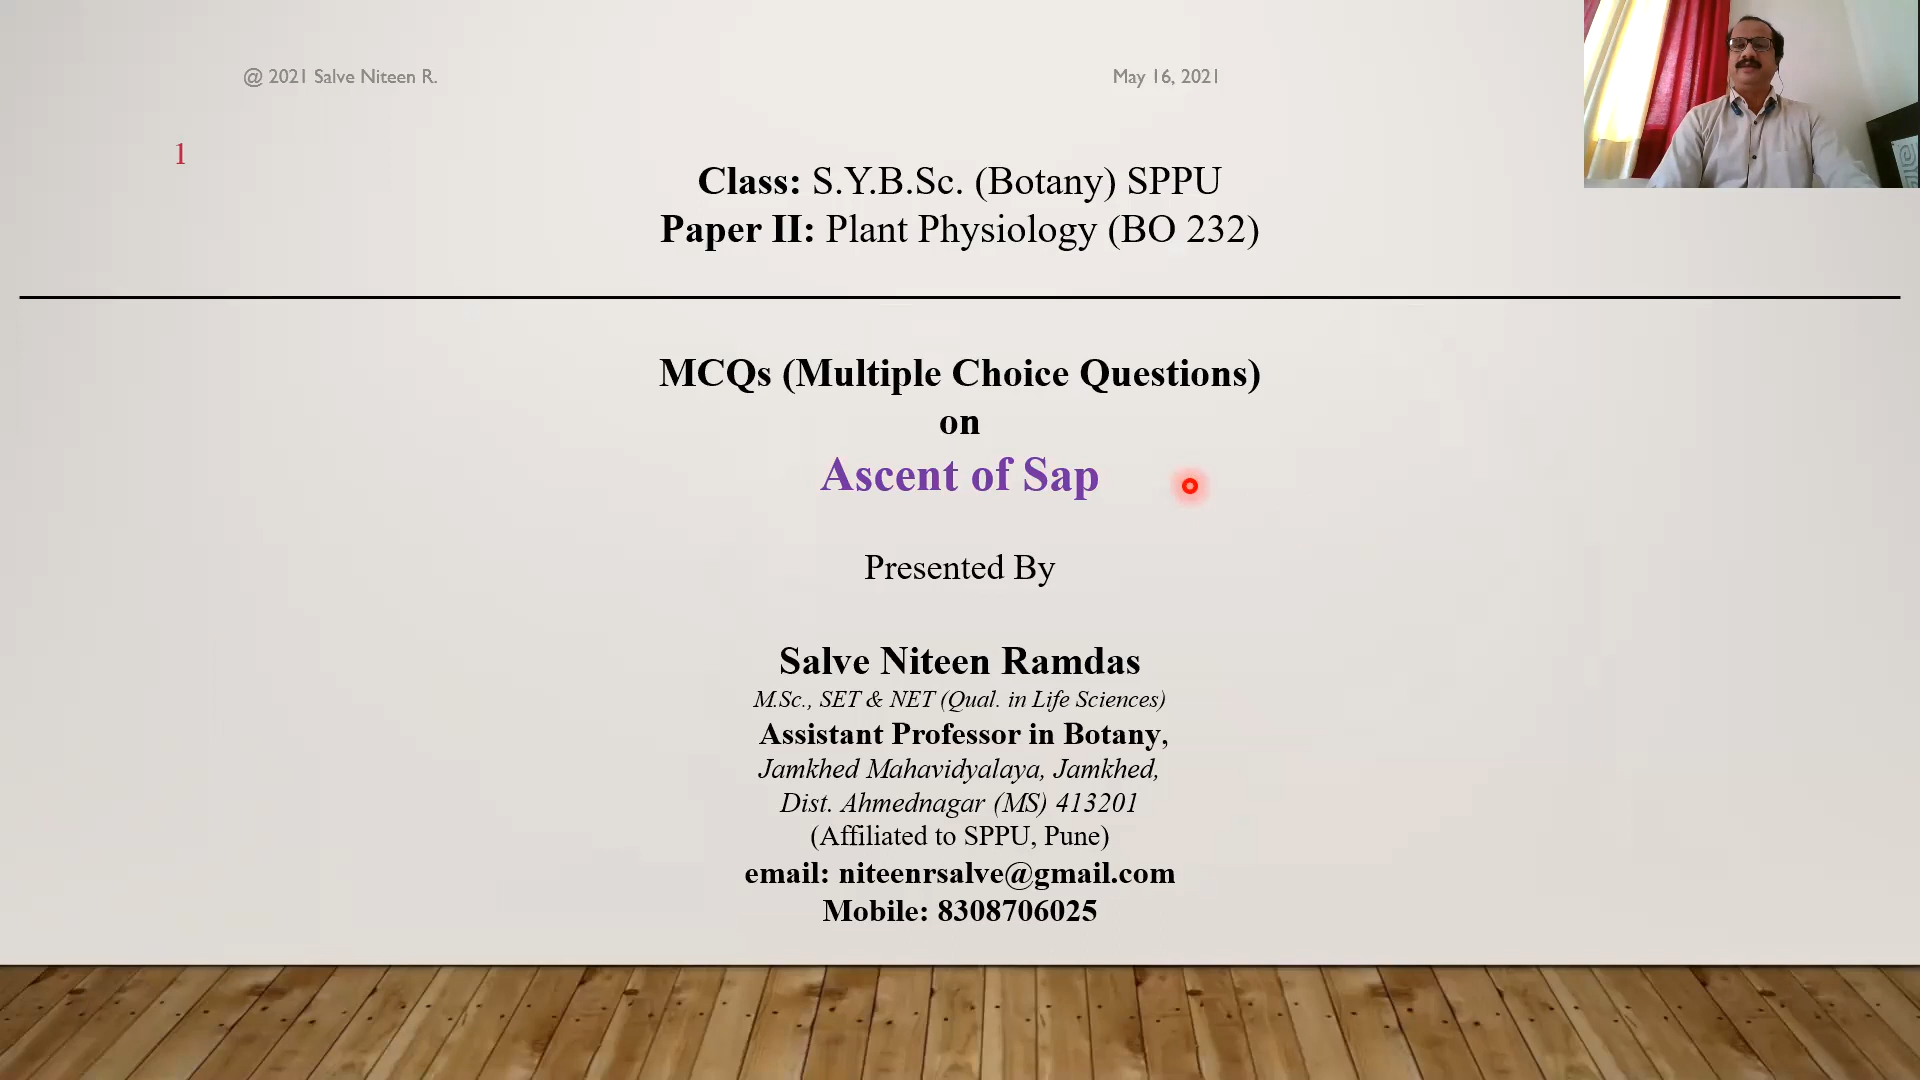 @ 2021 Salve Niteen R.
May 16, 2021
1
Class: S.Y.B.Sc. (Botany) SPPU
Paper II: Plant Physiology (BO 232)
MCQs (Multiple Choice Questions)
on
Ascent of Sap
Presented By
Salve Niteen Ramdas
M.Sc., SET & NET (Qual. in Life Sciences)
Assistant Professor in Botany,
Jamkhed Mahavidyalaya, Jamkhed,
Dist. Ahmednagar (MS) 413201
(Affiliated to SPPU, Pune)
email: niteenrsalve@gmail.com
Mobile: 8308706025